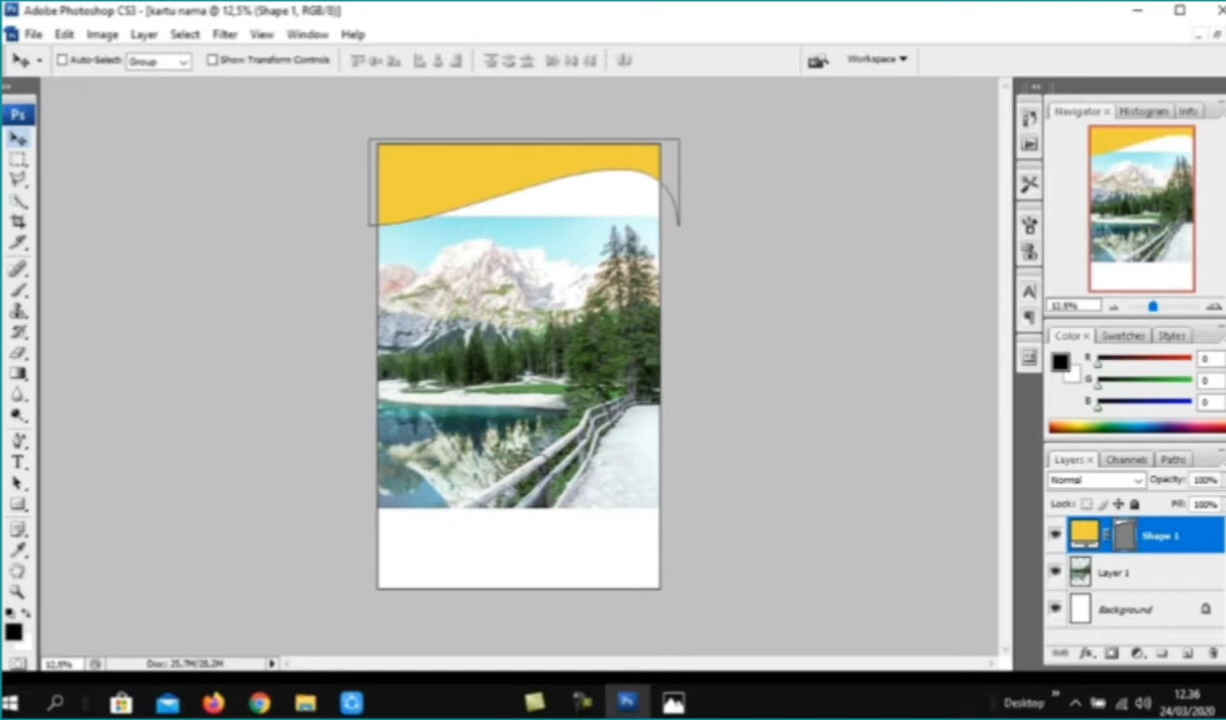 Adobe Photoshop CS3 - [kartu nama @ 12,5% (Shape 1, RGB/8)]
File Edit Image Layer Select Filter View Window Help
Auto-Select: Group Show Transform Controls Workspace
Ps
Navigator × Histogram Info
12,5%
Color × Swatches Styles
R 0
G 0
B 0
Layers × Channels Paths
Normal Opacity: 100%
Lock: Fill: 100%
Shape 1
Layer 1
Background
12,5% Doc: 25,7M/28,2M
Desktop 12.36
24/03/2020